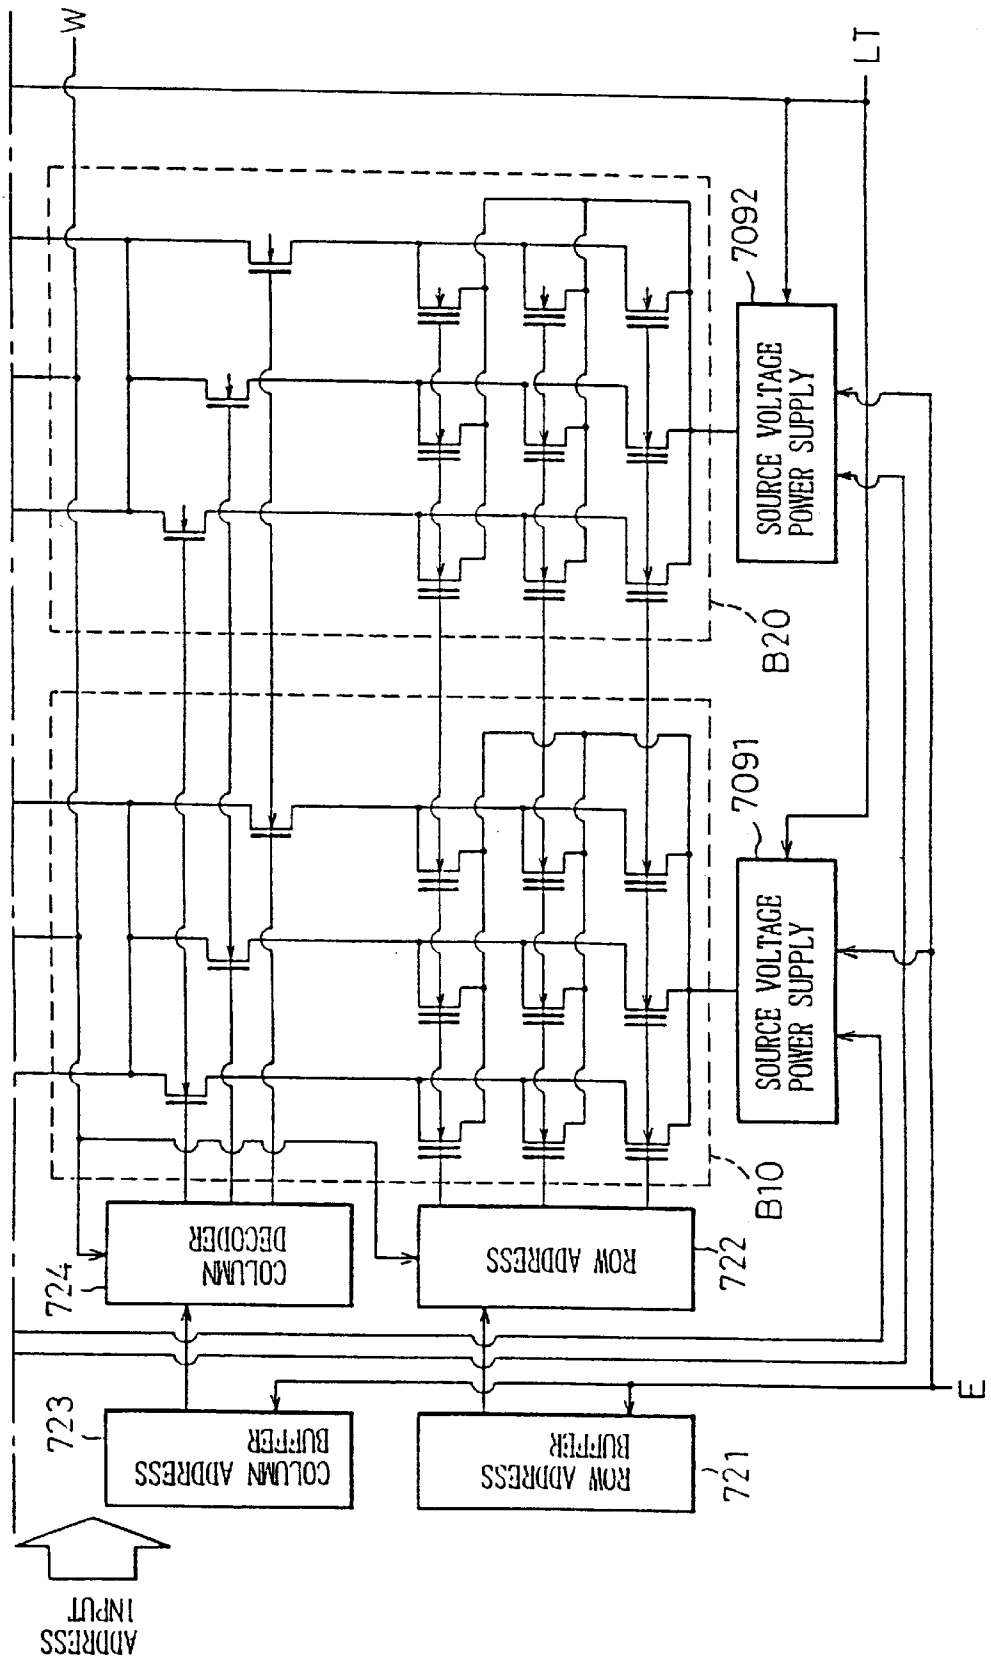 ADDRESS
INPUT
723
COLUMN ADDRESS
BUFFER
724
COLUMN
DECODER
721
ROW ADDRESS
BUFFER
722
ROW ADDRESS
B10
B20
7091
SOURCE VOLTAGE
POWER SUPPLY
7092
SOURCE VOLTAGE
POWER SUPPLY
W
LT
E